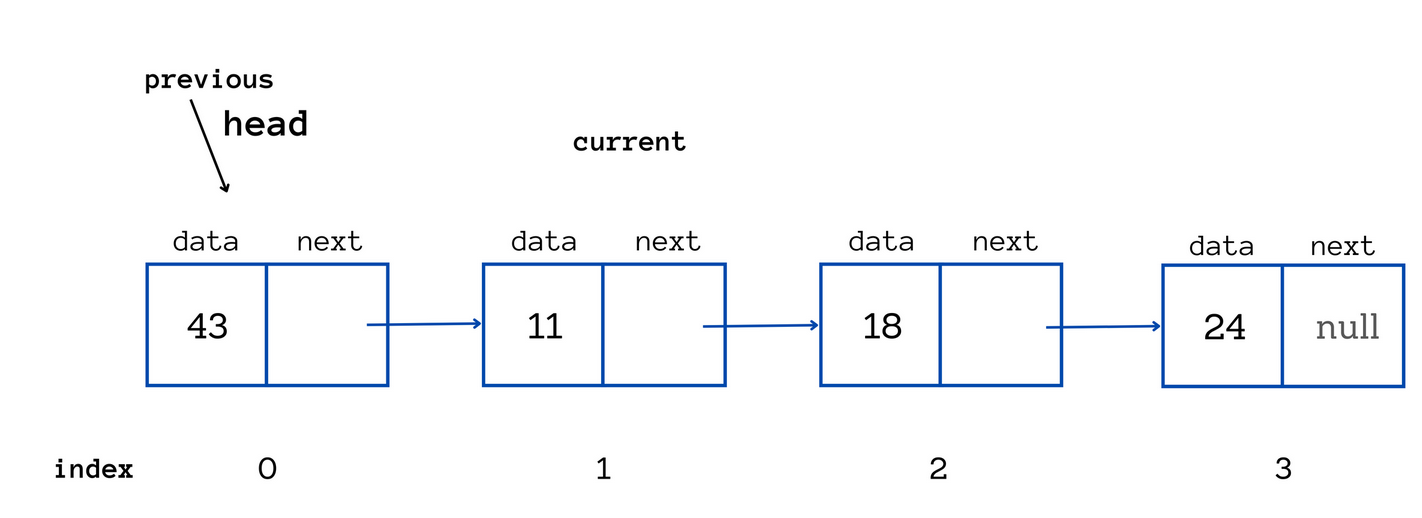 previous
head
current
data next data next data next data next
43 11 18 24 null
index 0 1 2 3